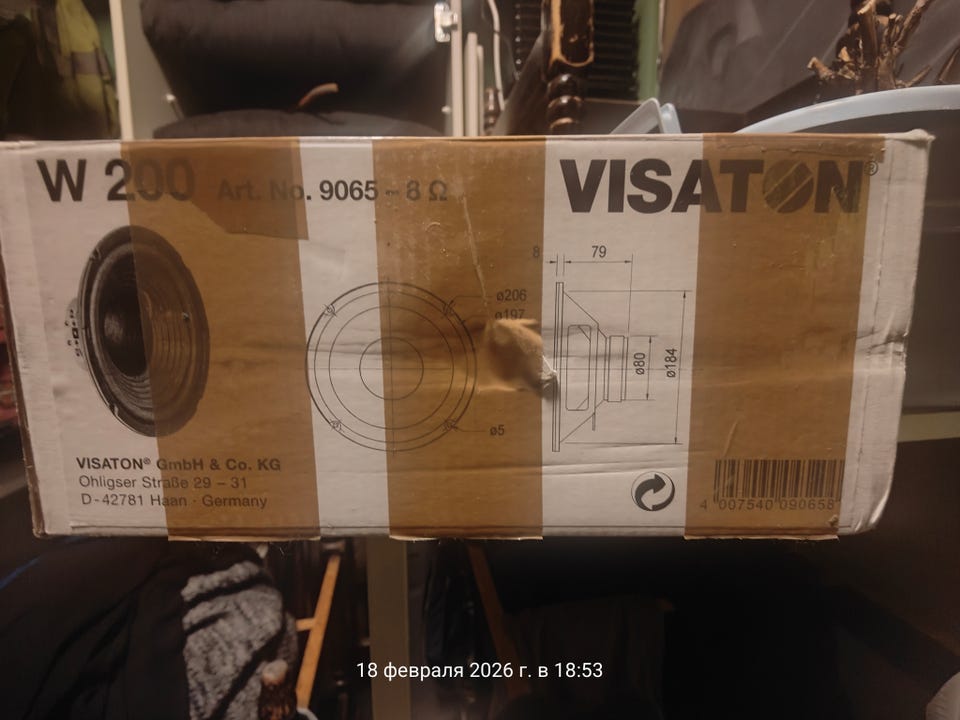 W 200 Art. No. 9065 – 8 Ω
VISATON®
8 79
ø206
ø197
ø80
ø184
ø5
VISATON® GmbH & Co. KG
Ohligser Straße 29 – 31
D-42781 Haan · Germany
4 007540 090658
18 февраля 2026 г. в 18:53